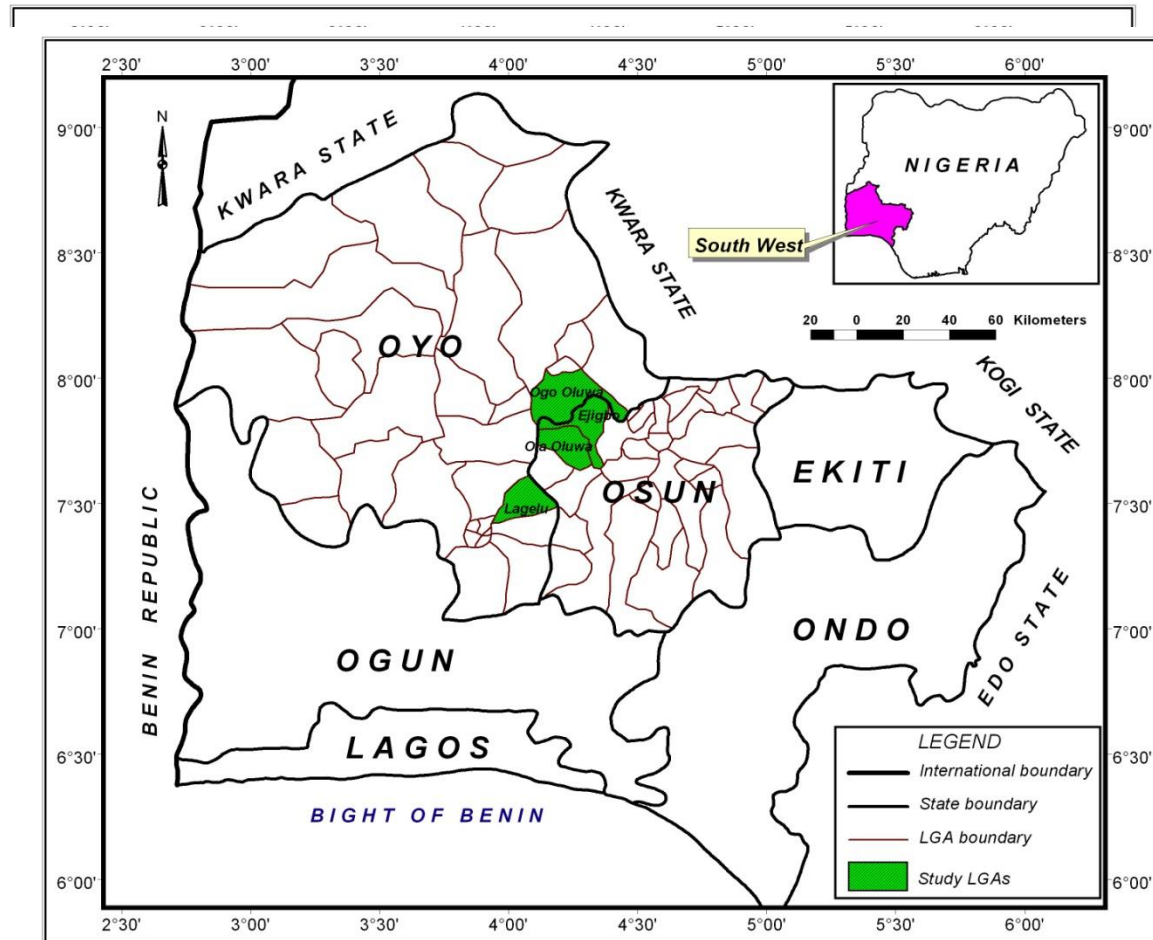 2°30' 3°00' 3°30' 4°00' 4°30' 5°00' 5°30' 6°00'
N
9°00' 9°00'
KWARA STATE
NIGERIA
KWARA STATE
South West
8°30' 8°30'
20 0 20 40 60 Kilometers
OYO
8°00' 8°00'
KOGI STATE
Ogo Oluwa
Ejigbo
Ola Oluwa
EKITI
OSUN
7°30' 7°30'
Lagelu
BENIN REPUBLIC
7°00' 7°00'
ONDO
EDO STATE
OGUN
LAGOS
6°30' 6°30'
BIGHT OF BENIN
LEGEND
International boundary
State boundary
LGA boundary
Study LGAs
6°00' 6°00'
2°30' 3°00' 3°30' 4°00' 4°30' 5°00' 5°30' 6°00'